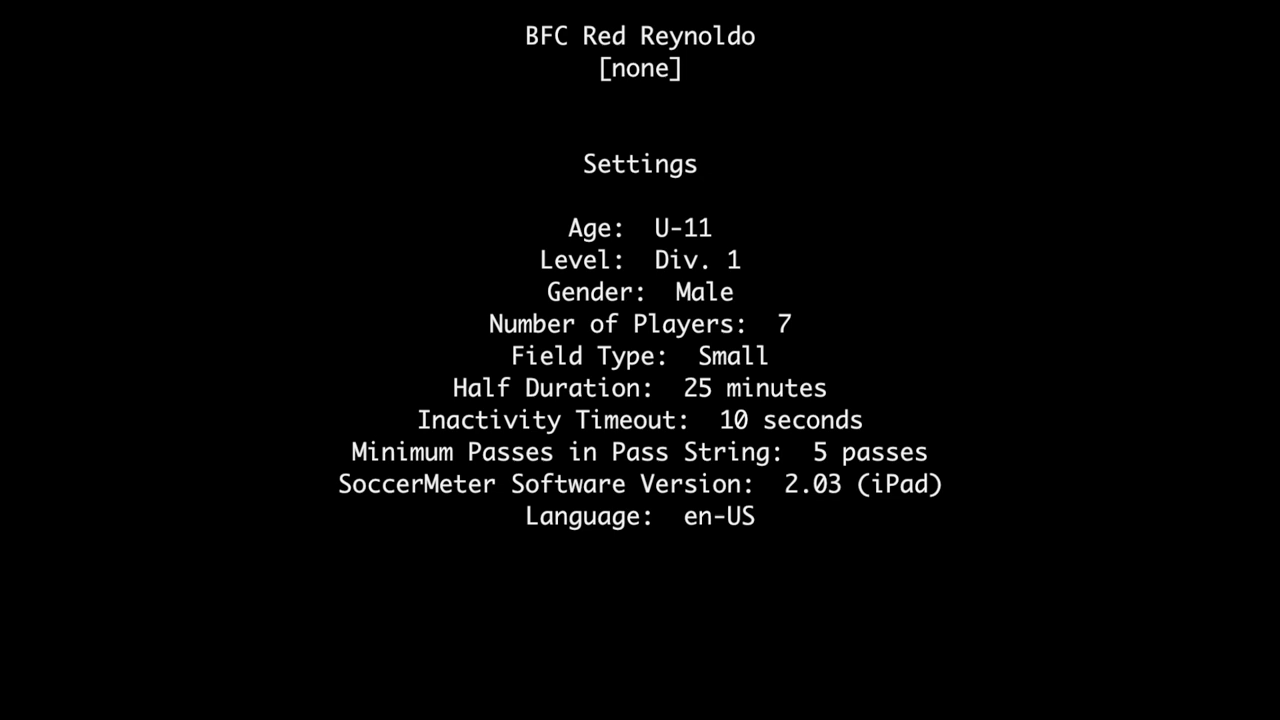 BFC Red Reynoldo
[none]
Settings
Age:  U-11
Level:  Div. 1
Gender:  Male
Number of Players:  7
Field Type:  Small
Half Duration:  25 minutes
Inactivity Timeout:  10 seconds
Minimum Passes in Pass String:  5 passes
SoccerMeter Software Version:  2.03 (iPad)
Language:  en-US